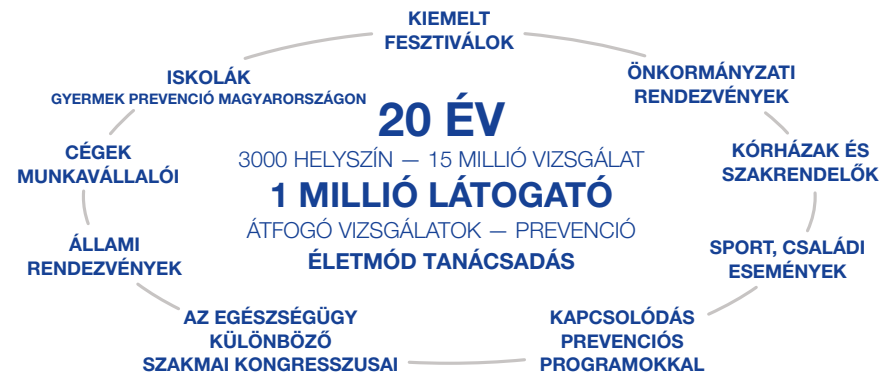 KIEMELT
FESZTIVÁLOK
ISKOLÁK
GYERMEK PREVENCIÓ MAGYARORSZÁGON
ÖNKORMÁNYZATI
RENDEZVÉNYEK
20 ÉV
3000 HELYSZÍN — 15 MILLIÓ VIZSGÁLAT
1 MILLIÓ LÁTOGATÓ
ÁTFOGÓ VIZSGÁLATOK — PREVENCIÓ
ÉLETMÓD TANÁCSADÁS
CÉGEK
MUNKAVÁLLALÓI
KÓRHÁZAK ÉS
SZAKRENDELŐK
ÁLLAMI
RENDEZVÉNYEK
SPORT, CSALÁDI
ESEMÉNYEK
AZ EGÉSZSÉGÜGY
KÜLÖNBÖZŐ
SZAKMAI KONGRESSZUSAI
KAPCSOLÓDÁS
PREVENCIÓS
PROGRAMOKKAL